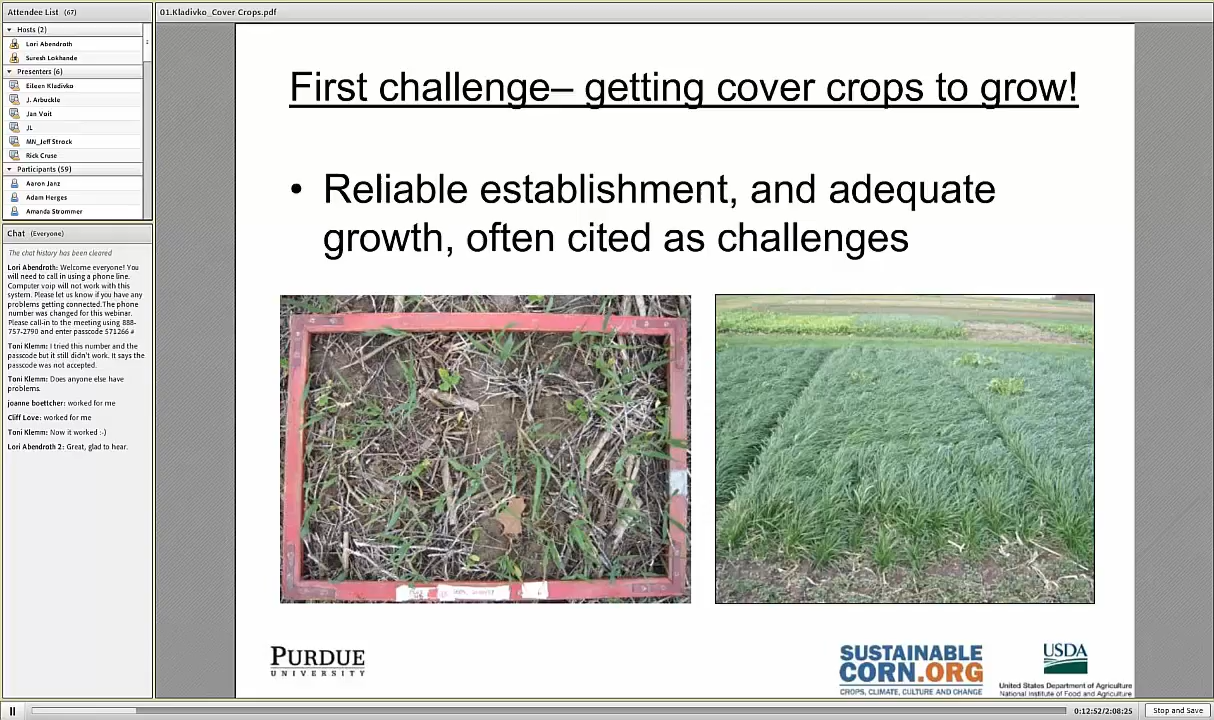 Attendee List (67)
Hosts (2)
Lori Abendroth
Suresh Lokhande
Presenters (6)
Eileen Kladivko
J. Arbuckle
Jan Voit
JL
MN_Jeff Strock
Rick Cruse
Participants (59)
Aaron Janz
Adam Herges
Amanda Strommer
Chat (Everyone)
The chat history has been cleared
Lori Abendroth: Welcome everyone! You
will need to call in using a phone line.
Computer voip will not work with this
system. Please let us know if you have any
problems getting connected.The phone
number was changed for this webinar.
Please call-in to the meeting using 888-
757-2790 and enter passcode 571266 #
Toni Klemm: I tried this number and the
passcode but it still didn't work. It says the
passcode was not accepted.
Toni Klemm: Does anyone else have
problems.
joanne boettcher: worked for me
Cliff Love: worked for me
Toni Klemm: Now it worked :-)
Lori Abendroth 2: Great, glad to hear.
01.Kladivko_Cover Crops.pdf
First challenge– getting cover crops to grow!
• Reliable establishment, and adequate
growth, often cited as challenges
PURDUE
UNIVERSITY
SUSTAINABLE
CORN.ORG
CROPS, CLIMATE, CULTURE AND CHANGE
USDA
United States Department of Agriculture
National Institute of Food and Agriculture
0:12:52/2:08:25
Stop and Save